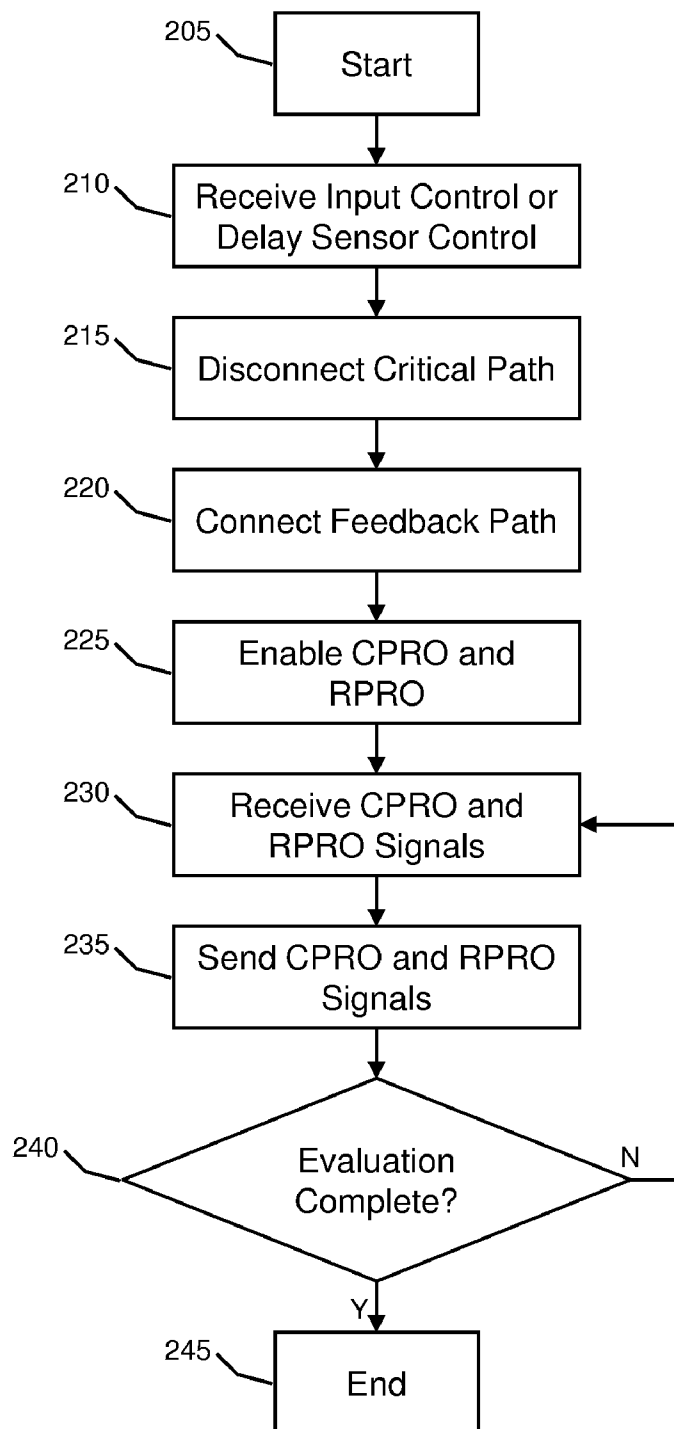 205
Start
210
Receive Input Control or
Delay Sensor Control
215
Disconnect Critical Path
220
Connect Feedback Path
225
Enable CPRO and
RPRO
230
Receive CPRO and
RPRO Signals
235
Send CPRO and RPRO
Signals
240
Evaluation
Complete?
N
Y
245
End